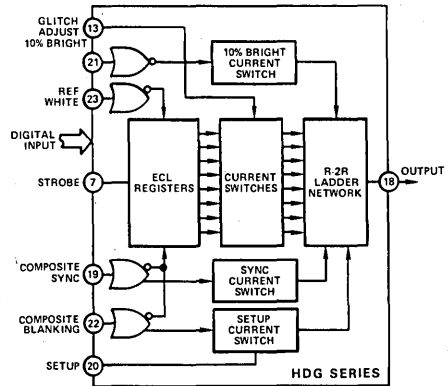 GLITCH
ADJUST
10% BRIGHT
13
21
10% BRIGHT
CURRENT
SWITCH
REF
WHITE
23
DIGITAL
INPUT
ECL
REGISTERS
CURRENT
SWITCHES
R-2R
LADDER
NETWORK
18
OUTPUT
STROBE
7
COMPOSITE
SYNC
19
SYNC
CURRENT
SWITCH
COMPOSITE
BLANKING
22
SETUP
CURRENT
SWITCH
SETUP
20
HDG SERIES